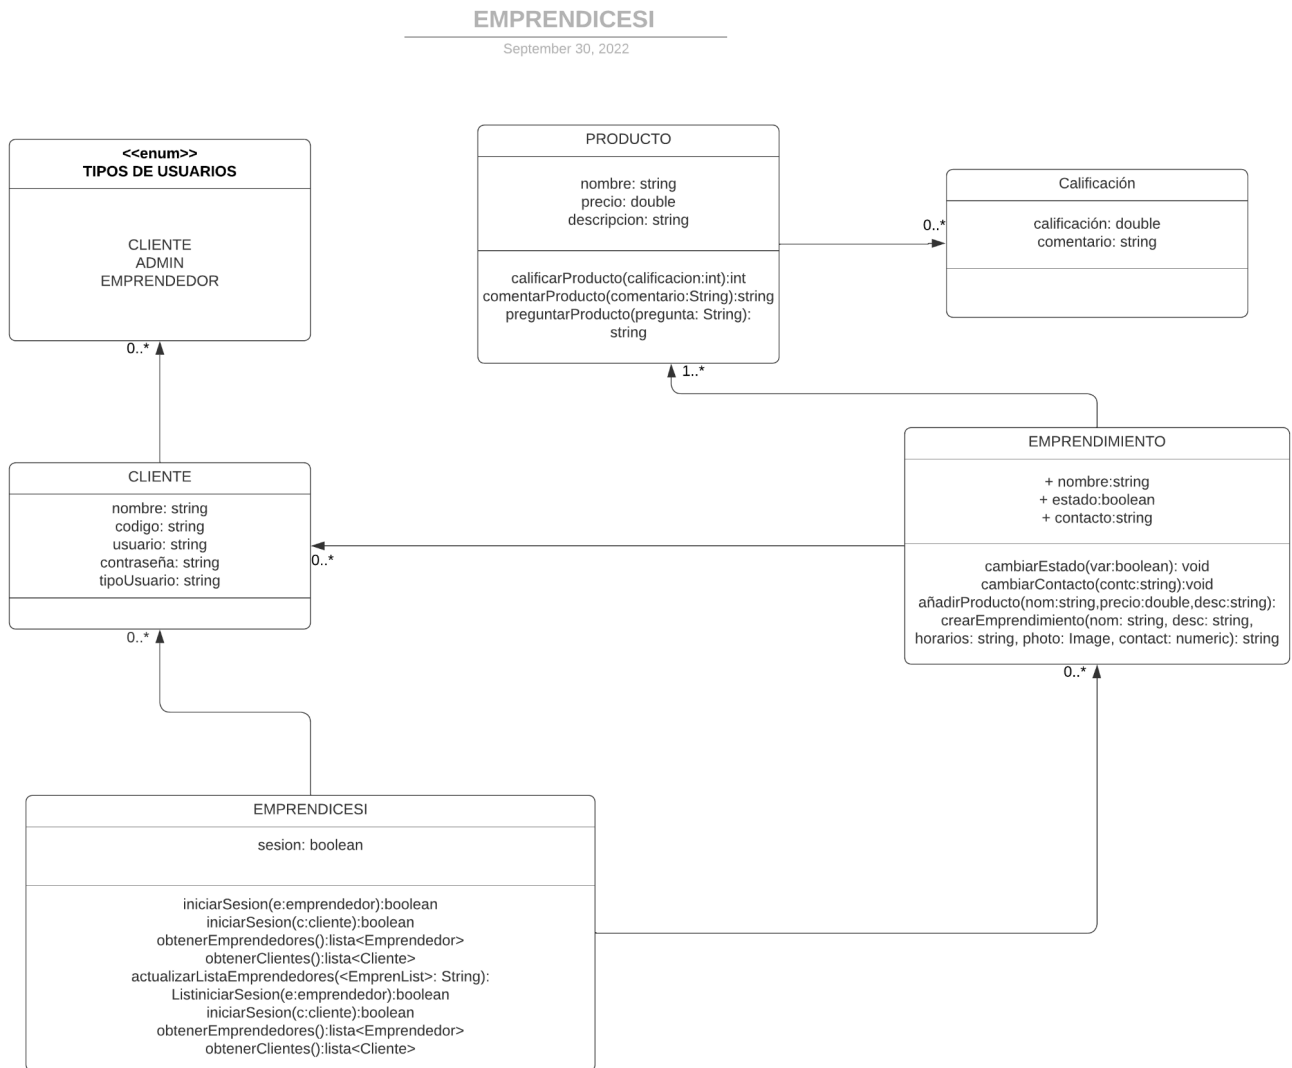 EMPRENDICESI
September 30, 2022
<<enum>>
TIPOS DE USUARIOS
CLIENTE
ADMIN
EMPRENDEDOR
0..*
PRODUCTO
nombre: string
precio: double
descripcion: string
calificarProducto(calificacion:int):int
comentarProducto(comentario:String):string
preguntarProducto(pregunta: String):
string
1..*
0..*
Calificación
calificación: double
comentario: string
CLIENTE
nombre: string
codigo: string
usuario: string
contraseña: string
tipoUsuario: string
0..*
0..*
EMPRENDIMIENTO
+ nombre:string
+ estado:boolean
+ contacto:string
cambiarEstado(var:boolean): void
cambiarContacto(contc:string):void
añadirProducto(nom:string,precio:double,desc:string):
crearEmprendimiento(nom: string, desc: string,
horarios: string, photo: Image, contact: numeric): string
0..*
EMPRENDICESI
sesion: boolean
iniciarSesion(e:emprendedor):boolean
iniciarSesion(c:cliente):boolean
obtenerEmprendedores():lista<Emprendedor>
obtenerClientes():lista<Cliente>
actualizarListaEmprendedores(<EmprenList>: String):
ListiniciarSesion(e:emprendedor):boolean
iniciarSesion(c:cliente):boolean
obtenerEmprendedores():lista<Emprendedor>
obtenerClientes():lista<Cliente>